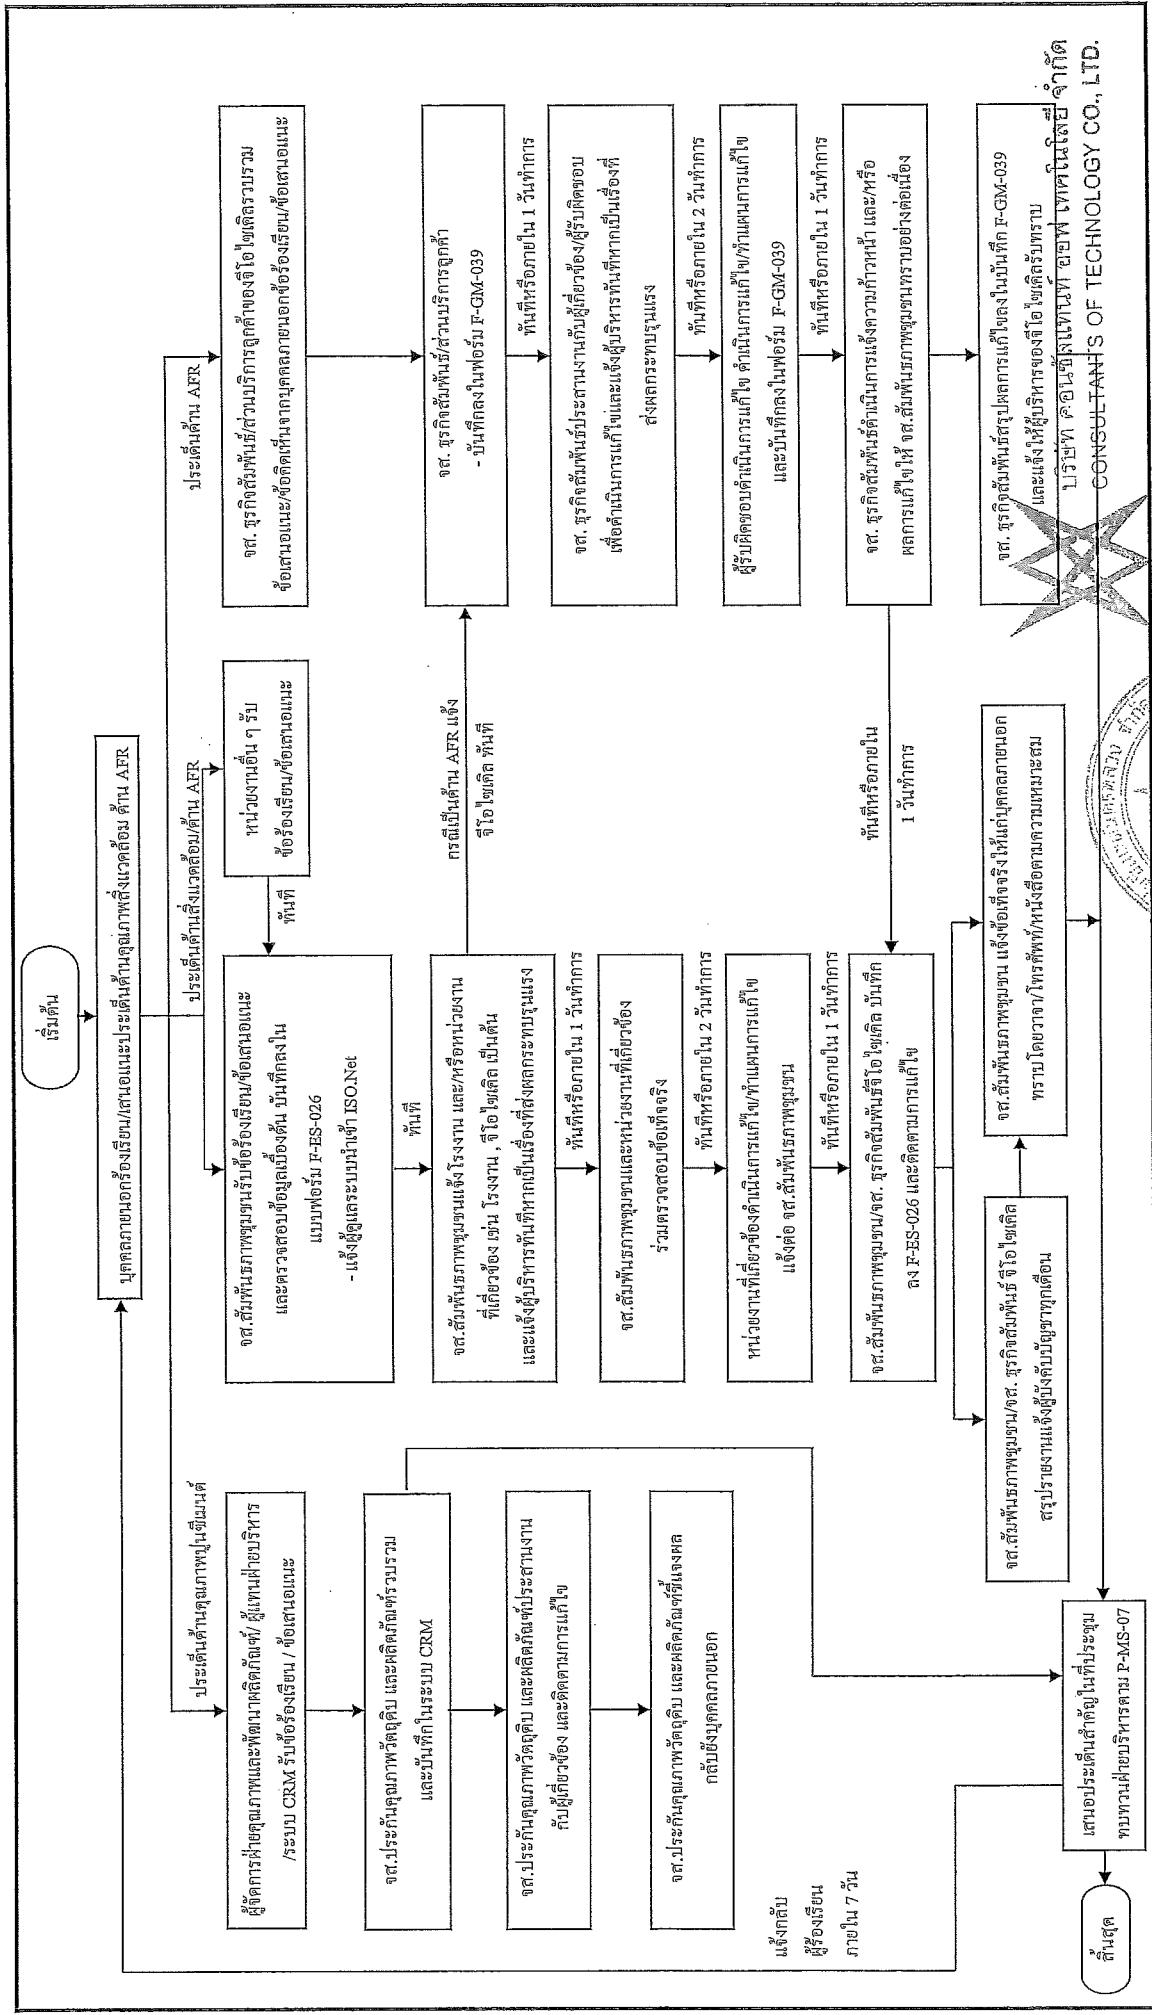 เริ่มต้น
บุคคลภายนอกร้องเรียน/เสนอแนะประเด็นด้านคุณภาพสิ่งแวดล้อม ด้าน AFR
ประเด็นด้านคุณภาพปูนซีเมนต์
ผู้จัดการฝ่ายคุณภาพและพัฒนาผลิตภัณฑ์/ ผู้แทนฝ่ายบริหาร
/ระบบ CRM รับข้อร้องเรียน / ข้อเสนอแนะ
จส.ประกันคุณภาพวัตถุดิบ และผลิตภัณฑ์รวบรวม
และบันทึกในระบบ CRM
จส.ประกันคุณภาพวัตถุดิบ และผลิตภัณฑ์ประสานงาน
กับผู้เกี่ยวข้อง และติดตามการแก้ไข
จส.ประกันคุณภาพวัตถุดิบ และผลิตภัณฑ์ชี้แจงผล
กลับยังบุคคลภายนอก
แจ้งกลับ
ผู้ร้องเรียน
ภายใน 7 วัน
ประเด็นด้านสิ่งแวดล้อม/ด้าน AFR
จส.สัมพันธภาพชุมชนรับข้อร้องเรียน/ข้อเสนอแนะ
และตรวจสอบข้อมูลเบื้องต้น บันทึกลงใน
แบบฟอร์ม F-ES-026
- แจ้งผู้ดูแลระบบนำเข้า ISO.Net
หน่วยงานอื่น ๆ รับ
ข้อร้องเรียน/ข้อเสนอแนะ
ทันที
ทันที
จส.สัมพันธภาพชุมชนแจ้งโรงงาน และ/หรือหน่วยงาน
ที่เกี่ยวข้อง เช่น โรงงาน , จีโอไซเคิล เป็นต้น
และแจ้งผู้บริหารทันทีหากเป็นเรื่องที่ส่งผลกระทบรุนแรง
กรณีเป็นด้าน AFR แจ้ง
จีโอไซเคิล ทันที
ทันทีหรือภายใน 1 วันทำการ
จส.สัมพันธภาพชุมชนและหน่วยงานที่เกี่ยวข้อง
ร่วมตรวจสอบข้อเท็จจริง
ทันทีหรือภายใน 2 วันทำการ
หน่วยงานที่เกี่ยวข้องดำเนินการแก้ไข/ทำแผนการแก้ไข
แจ้งต่อ จส.สัมพันธภาพชุมชน
ทันทีหรือภายใน 1 วันทำการ
จส.สัมพันธภาพชุมชน/จส. ธุรกิจสัมพันธ์จีโอไซเคิล บันทึก
ลง F-ES-026 และติดตามการแก้ไข
จส.สัมพันธภาพชุมชน/จส. ธุรกิจสัมพันธ์ จีโอไซเคิล
สรุปรายงานแจ้งผู้บังคับบัญชาทุกเดือน
จส.สัมพันธภาพชุมชน แจ้งข้อเท็จจริงให้แก่บุคคลภายนอก
ทราบโดยวาจา/โทรศัพท์/หนังสือตามความเหมาะสม
ประเด็นด้าน AFR
จส. ธุรกิจสัมพันธ์/ส่วนบริการลูกค้าของจีโอไซเคิลรวบรวม
ข้อเสนอแนะ/ข้อคิดเห็นจากบุคคลภายนอกข้อร้องเรียน/ข้อเสนอแนะ
จส. ธุรกิจสัมพันธ์/ส่วนบริการลูกค้า
- บันทึกลงในฟอร์ม F-GM-039
ทันทีหรือภายใน 1 วันทำการ
จส. ธุรกิจสัมพันธ์ประสานงานกับผู้เกี่ยวข้อง/ผู้รับผิดชอบ
เพื่อดำเนินการแก้ไขและแจ้งผู้บริหารทันทีหากเป็นเรื่องที่
ส่งผลกระทบรุนแรง
ทันทีหรือภายใน 2 วันทำการ
ผู้รับผิดชอบดำเนินการแก้ไข ดำเนินการแก้ไข/ทำแผนการแก้ไข
และบันทึกลงในฟอร์ม F-GM-039
ทันทีหรือภายใน 1 วันทำการ
จส. ธุรกิจสัมพันธ์ดำเนินการแจ้งความก้าวหน้า และ/หรือ
ผลการแก้ไขให้ จส.สัมพันธภาพชุมชนทราบอย่างต่อเนื่อง
ทันทีหรือภายใน
1 วันทำการ
จส. ธุรกิจสัมพันธ์สรุปผลการแก้ไขลงในบันทึก F-GM-039
และแจ้งให้ผู้บริหารของจีโอไซเคิลรับทราบ
เสนอประเด็นสำคัญในที่ประชุม
ทบทวนฝ่ายบริหารตาม P-MS-07
สิ้นสุด
บริษัท คอนซัลแทนท์ ออฟ เทคโนโลยี จำกัด
CONSULTANTS OF TECHNOLOGY CO., LTD.